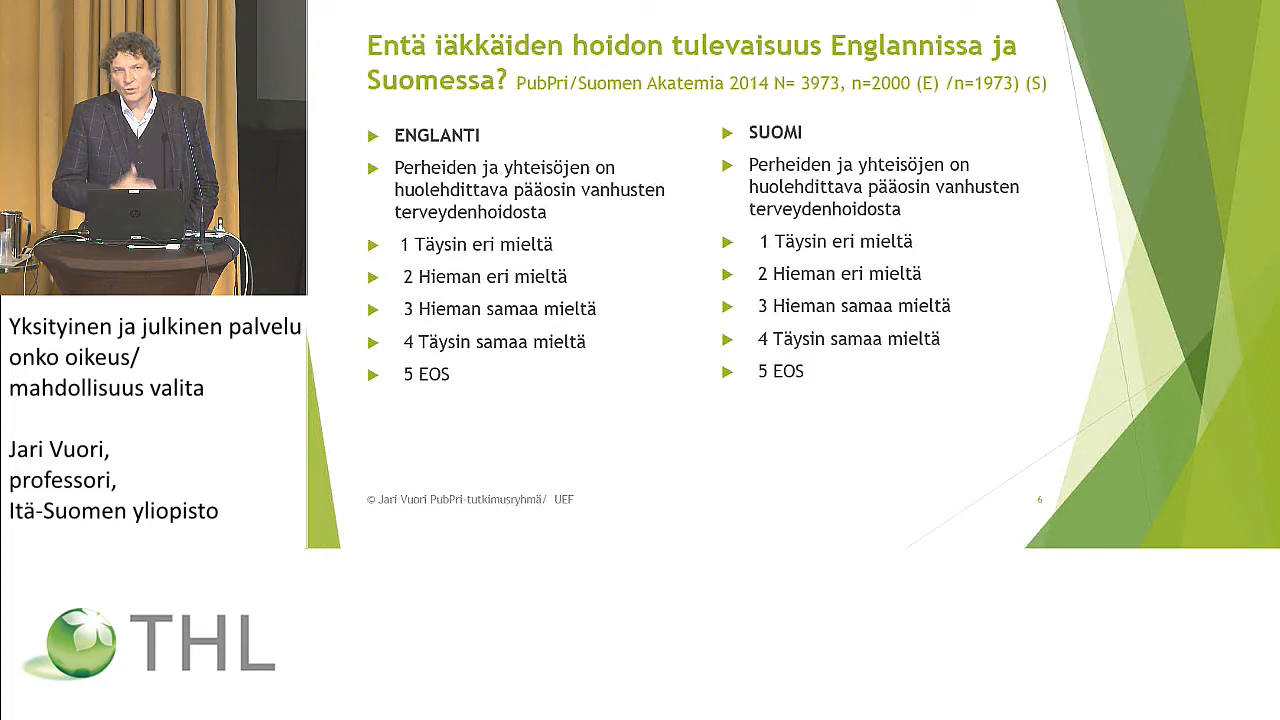 Entä iäkkäiden hoidon tulevaisuus Englannissa ja
Suomessa? PubPri/Suomen Akatemia 2014 N= 3973, n=2000 (E) /n=1973) (S)
ENGLANTI
Perheiden ja yhteisöjen on
huolehdittava pääosin vanhusten
terveydenhoidosta
1 Täysin eri mieltä
2 Hieman eri mieltä
3 Hieman samaa mieltä
4 Täysin samaa mieltä
5 EOS
SUOMI
Perheiden ja yhteisöjen on
huolehdittava pääosin vanhusten
terveydenhoidosta
1 Täysin eri mieltä
2 Hieman eri mieltä
3 Hieman samaa mieltä
4 Täysin samaa mieltä
5 EOS
© Jari Vuori PubPri-tutkimusryhmä/ UEF
6
Yksityinen ja julkinen palvelu
onko oikeus/
mahdollisuus valita
Jari Vuori,
professori,
Itä-Suomen yliopisto
THL